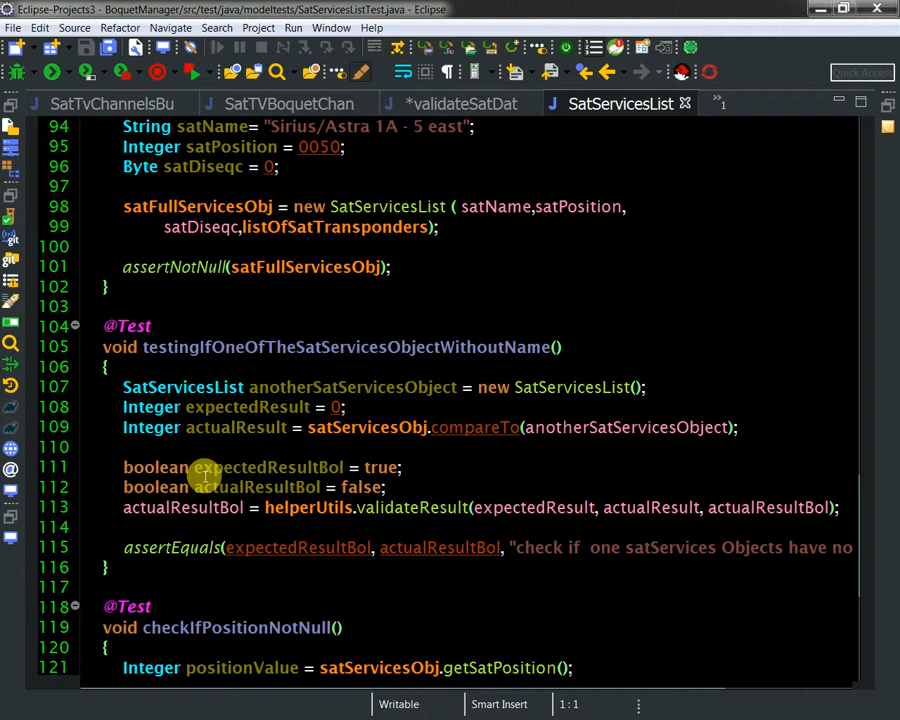 Eclipse-Projects3 - BoquetManager/src/test/java/modeltests/SatServicesListTest.java - Eclipse
File Edit Source Refactor Navigate Search Project Run Window Help
Quick Access
SatTvChannelsBu SatTVBoquetChan *validateSatDat SatServicesList »1
94 String satName= "Sirius/Astra 1A - 5 east";
95 Integer satPosition = 0050;
96 Byte satDiseqc = 0;
97
98 satFullServicesObj = new SatServicesList ( satName,satPosition,
99 satDiseqc,listOfSatTransponders);
100
101 assertNotNull(satFullServicesObj);
102 }
103
104 @Test
105 void testingIfOneOfTheSatServicesObjectWithoutName()
106 {
107 SatServicesList anotherSatServicesObject = new SatServicesList();
108 Integer expectedResult = 0;
109 Integer actualResult = satServicesObj.compareTo(anotherSatServicesObject);
110
111 boolean expectedResultBol = true;
112 boolean actualResultBol = false;
113 actualResultBol = helperUtils.validateResult(expectedResult, actualResult, actualResultBol);
114
115 assertEquals(expectedResultBol, actualResultBol, "check if  one satServices Objects have no
116 }
117
118 @Test
119 void checkIfPositionNotNull()
120 {
121 Integer positionValue = satServicesObj.getSatPosition();
Writable Smart Insert 1 : 1